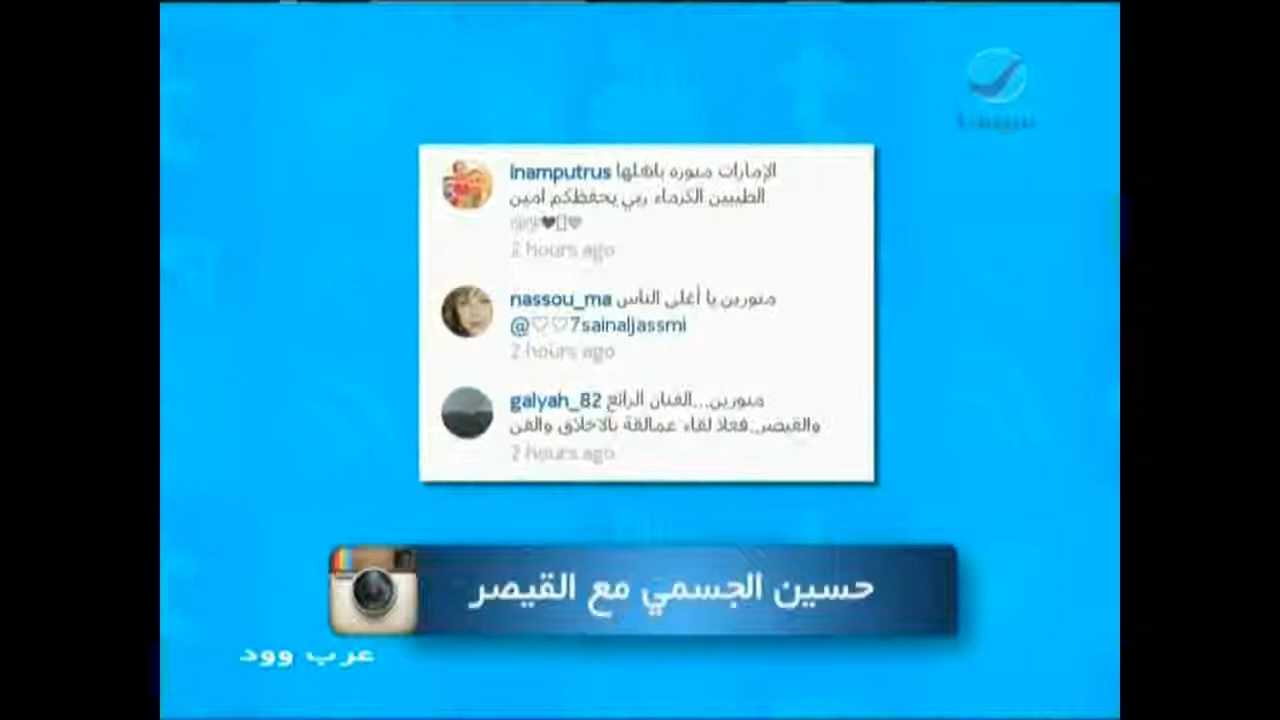 lnamputrus الإمارات منوره باهلها
الطيبين الكرماء ربي يحفظكم امين
2 hours ago
nassou_ma منورين يا أغلى الناس
@♡♡7sainaljassmi
2 hours ago
galyah_82 منورين...الفنان الرائع
والقيصر..فعلا لقاء عمالقة بالاخلاق والفن
2 hours ago
حسين الجسمي مع القيصر
عرب وود